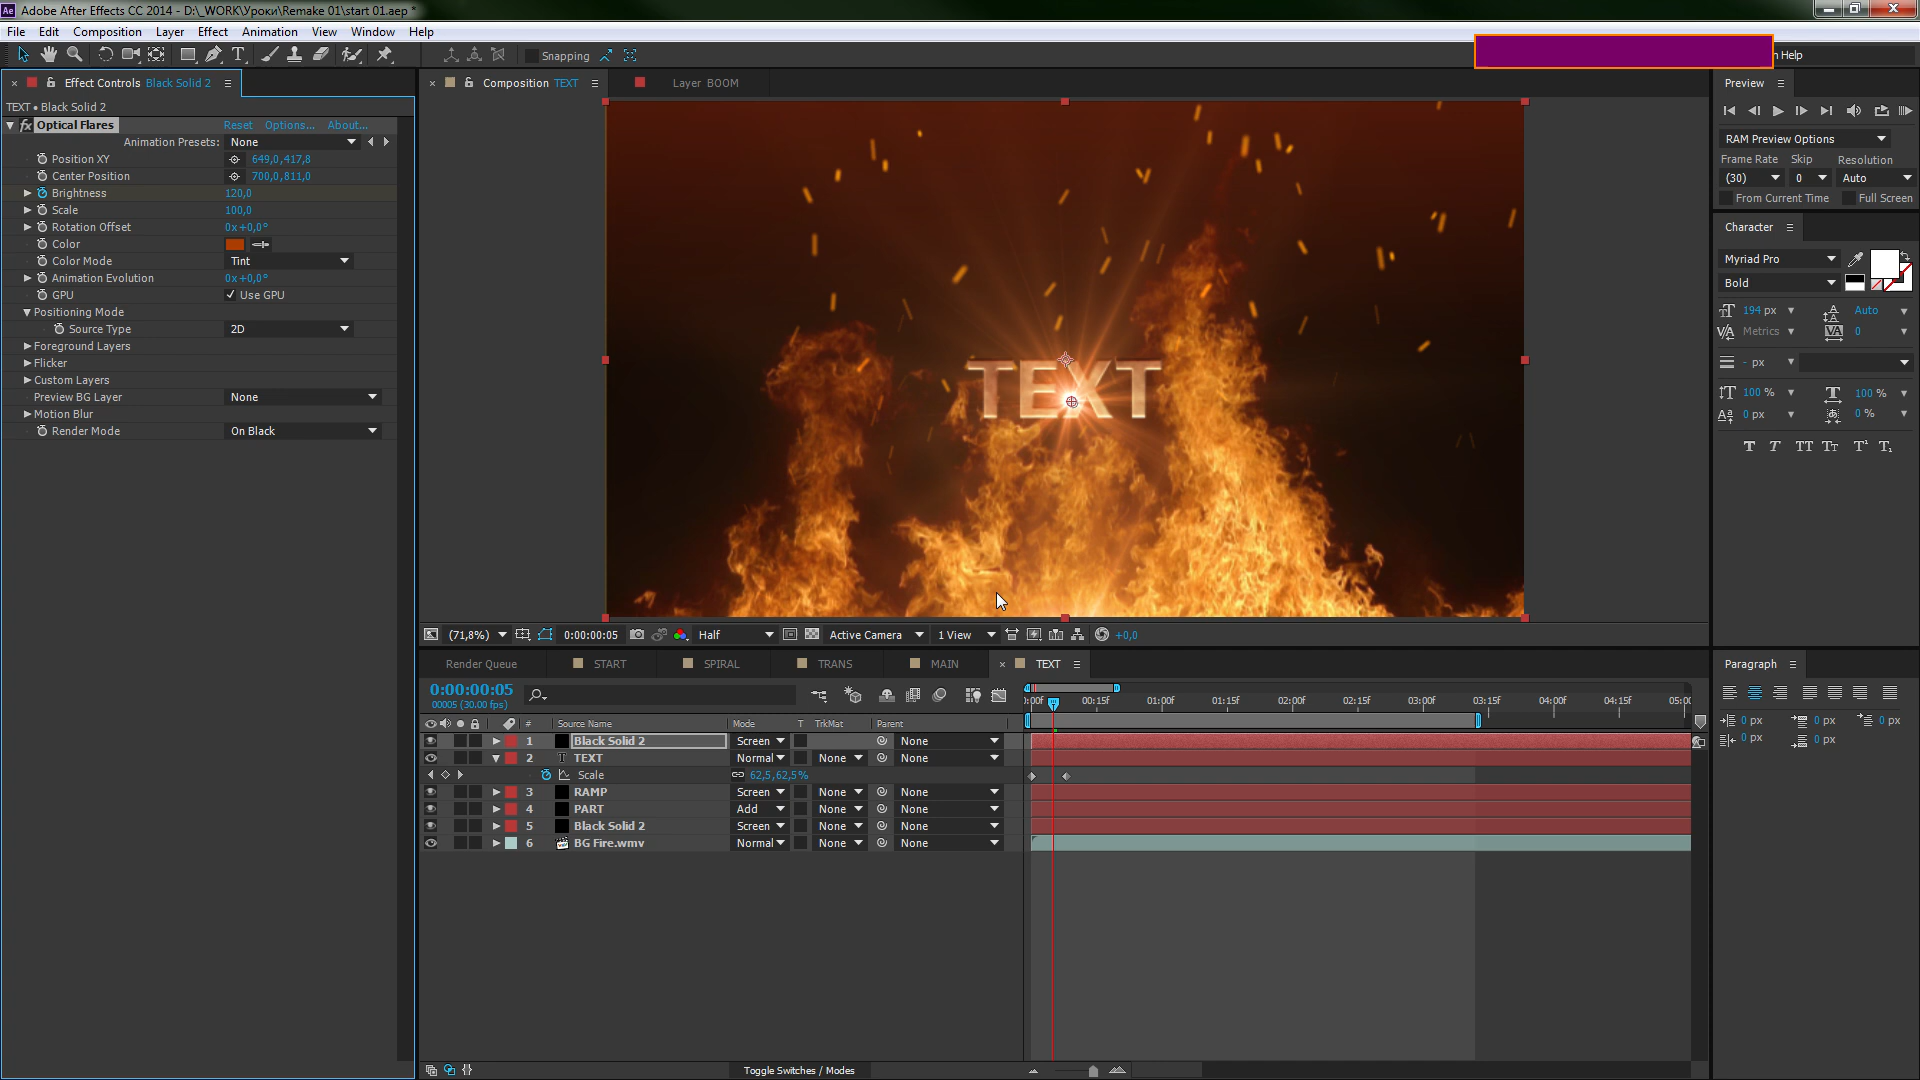 Adobe After Effects CC 2014 - D:\_WORK\Уроки\Remake 01\start 01.aep *
File Edit Composition Layer Effect Animation View Window Help
Snapping
Help
Effect Controls Black Solid 2
TEXT • Black Solid 2
fx Optical Flares Reset Options... About...
Animation Presets: None
Position XY 649,0,417,8
Center Position 700,0,811,0
Brightness 120,0
Scale 100,0
Rotation Offset 0x+0,0°
Color
Color Mode Tint
Animation Evolution 0x+0,0°
GPU Use GPU
Positioning Mode
Source Type 2D
Foreground Layers
Flicker
Custom Layers
Preview BG Layer None
Motion Blur
Render Mode On Black
Composition TEXT
Layer BOOM
TEXT
(71,8%) 0:00:00:05 Half Active Camera 1 View +0,0
Preview
RAM Preview Options
Frame Rate Skip Resolution
(30) 0 Auto
From Current Time Full Screen
Character
Myriad Pro
Bold
194 px Auto
Metrics 0
- px
100 % 100 %
0 px 0 %
T T TT Tt T¹ T₁
Paragraph
0 px 0 px 0 px
0 px 0 px
Render Queue START SPIRAL TRANS MAIN TEXT
0:00:00:05
00005 (30.00 fps)
:00f 00:15f 01:00f 01:15f 02:00f 02:15f 03:00f 03:15f 04:00f 04:15f 05:00
# Source Name Mode T TrkMat Parent
1 Black Solid 2 Screen None
2 TEXT Normal None None
Scale 62,5,62,5%
3 RAMP Screen None None
4 PART Add None None
5 Black Solid 2 Screen None None
6 BG Fire.wmv Normal None None
Toggle Switches / Modes